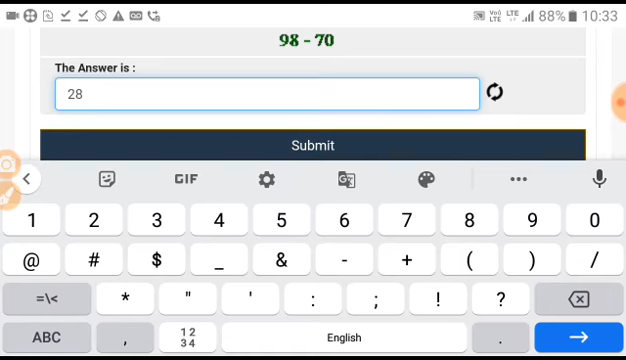 88% 10:33
98 - 70
The Answer is :
28
Submit
GIF
1 2 3 4 5 6 7 8 9 0
@ # $ _ & - + ( ) /
=\< * " ' : ; ! ?
ABC , 12 34 English .